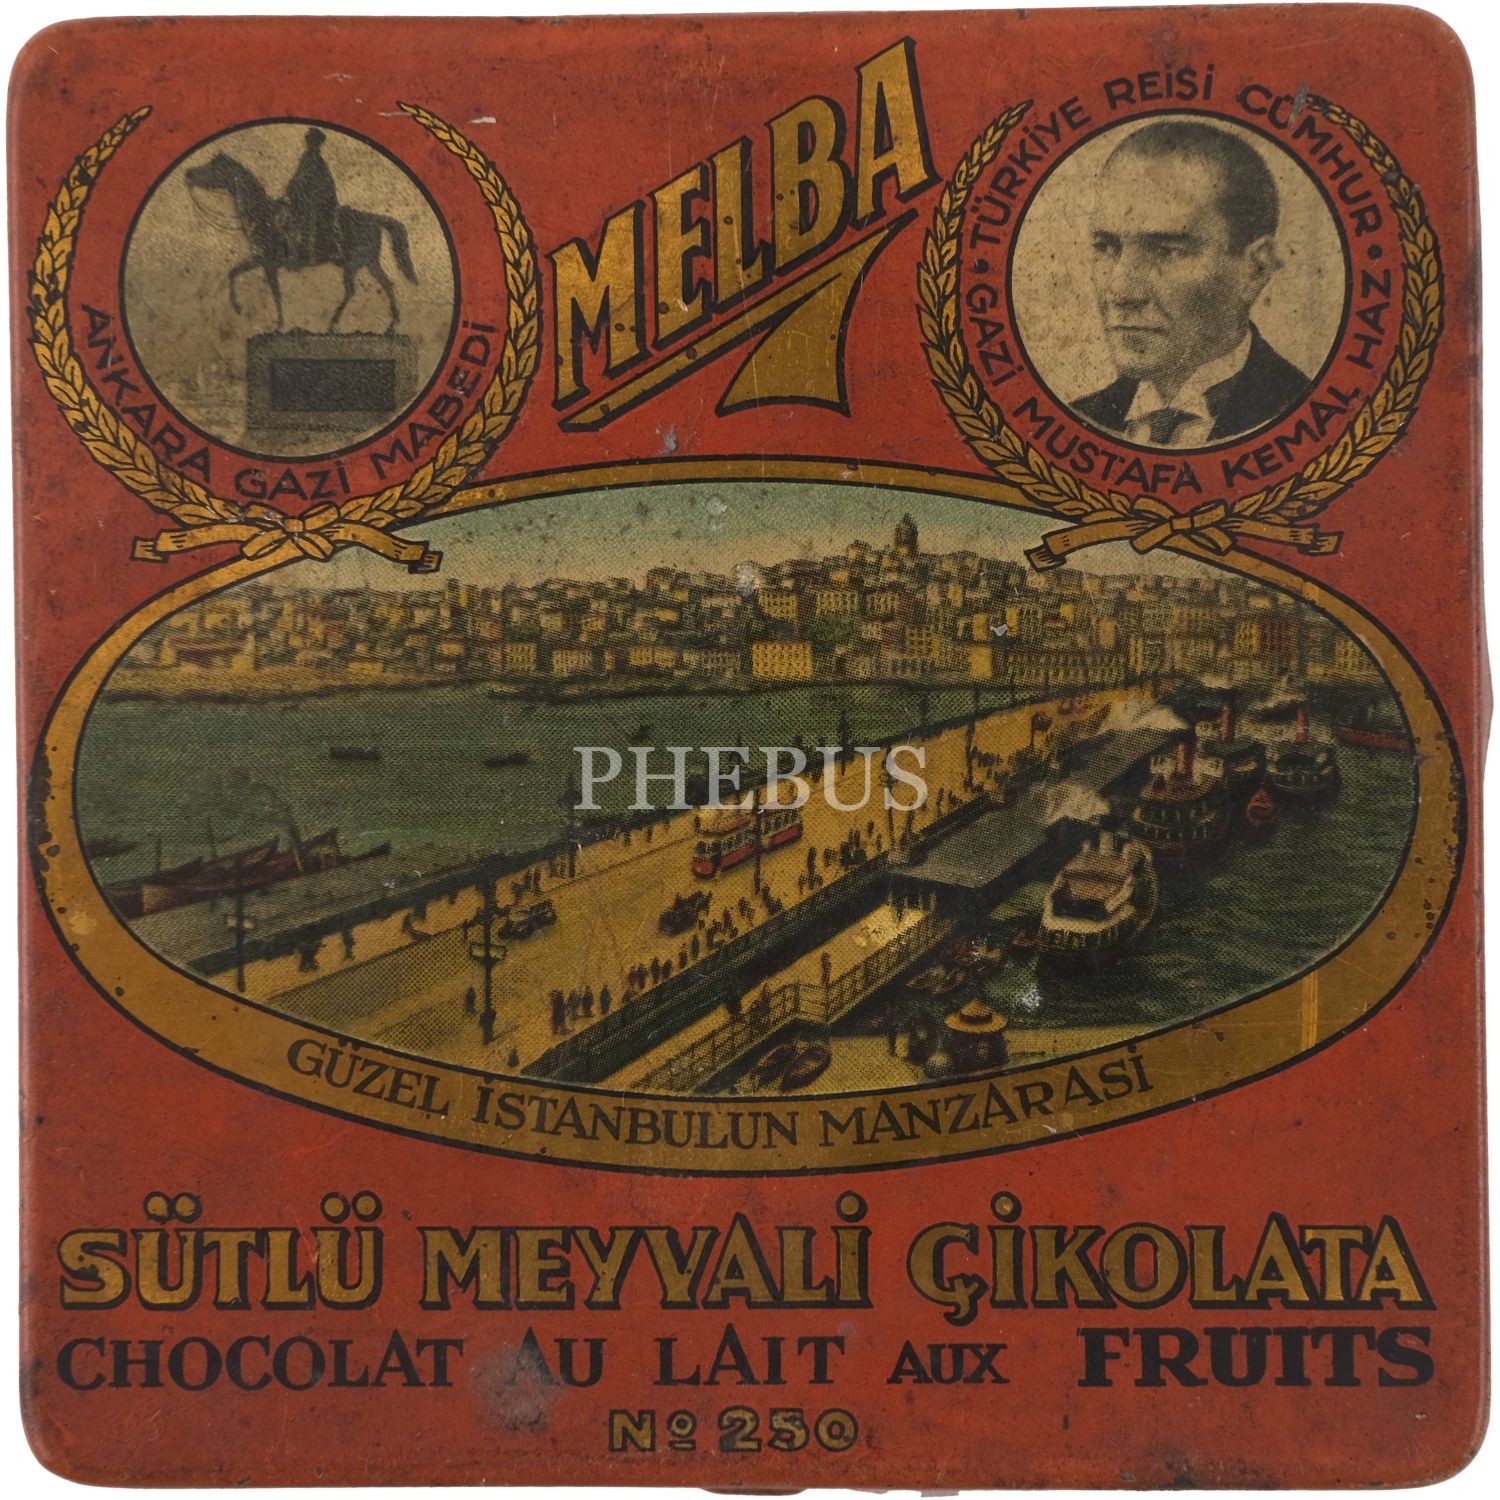 MELBA
ANKARA GAZİ MABEDİ
TÜRKİYE REİSİ CÜMHUR · GAZİ MUSTAFA KEMAL HAZ ·
PHEBUS
GÜZEL İSTANBULUN MANZARASİ
SÜTLÜ MEYVALİ ÇİKOLATA
CHOCOLAT AU LAIT AUX FRUITS
Nº 250